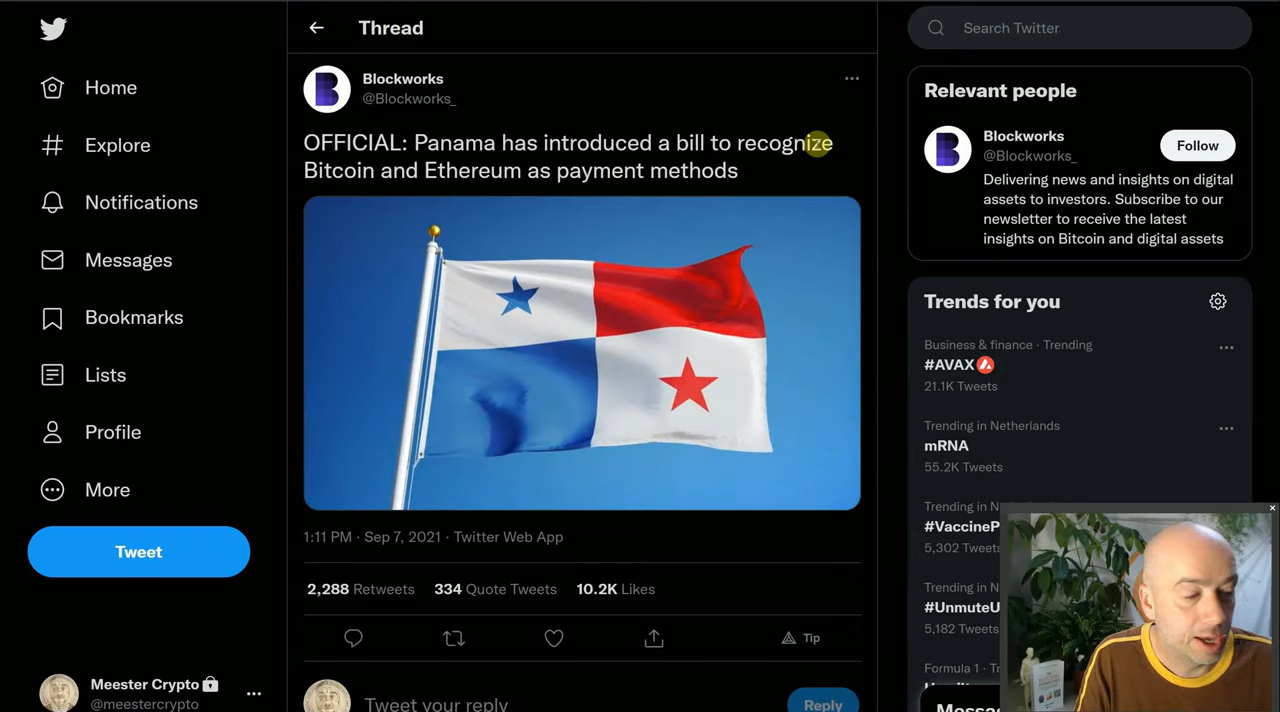 Home
Explore
Notifications
Messages
Bookmarks
Lists
Profile
More
Tweet
Meester Crypto
@meestercrypto
Thread
Blockworks
@Blockworks_
OFFICIAL: Panama has introduced a bill to recognize
Bitcoin and Ethereum as payment methods
1:11 PM · Sep 7, 2021 · Twitter Web App
2,288 Retweets 334 Quote Tweets 10.2K Likes
Tip
Tweet your reply
Reply
Search Twitter
Relevant people
Blockworks
@Blockworks_
Follow
Delivering news and insights on digital
assets to investors. Subscribe to our
newsletter to receive the latest
insights on Bitcoin and digital assets
Trends for you
Business & finance · Trending
#AVAX
21.1K Tweets
Trending in Netherlands
mRNA
55.2K Tweets
Trending in N
#VaccineP
5,302 Tweets
Trending in N
#UnmuteU
5,182 Tweets
Formula 1 · Tr